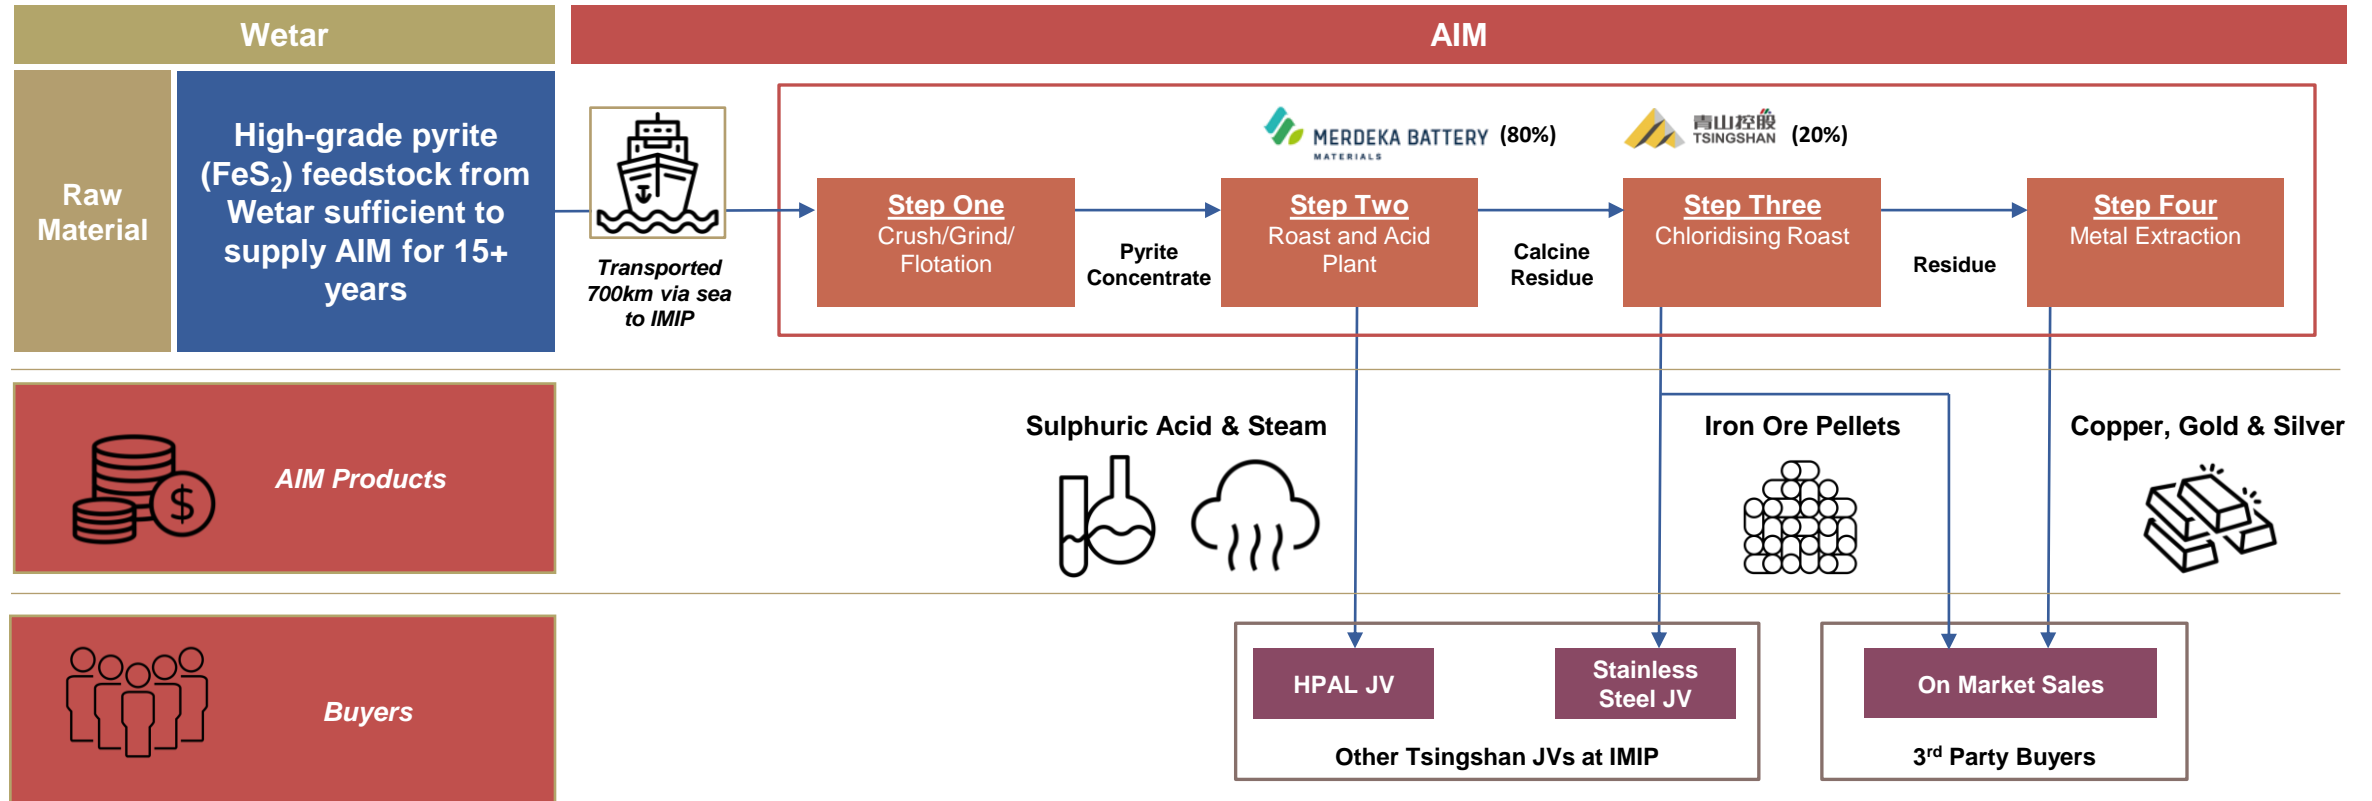 Wetar
AIM
Raw
Material
High-grade pyrite
(FeS₂) feedstock from
Wetar sufficient to
supply AIM for 15+
years
Transported
700km via sea
to IMIP
MERDEKA BATTERY
MATERIALS
(80%)
青山控股
TSINGSHAN
(20%)
Step One
Crush/Grind/
Flotation
Pyrite
Concentrate
Step Two
Roast and Acid
Plant
Calcine
Residue
Step Three
Chloridising Roast
Residue
Step Four
Metal Extraction
AIM Products
$
Sulphuric Acid & Steam
Iron Ore Pellets
Copper, Gold & Silver
Buyers
HPAL JV
Stainless
Steel JV
Other Tsingshan JVs at IMIP
On Market Sales
3rd Party Buyers